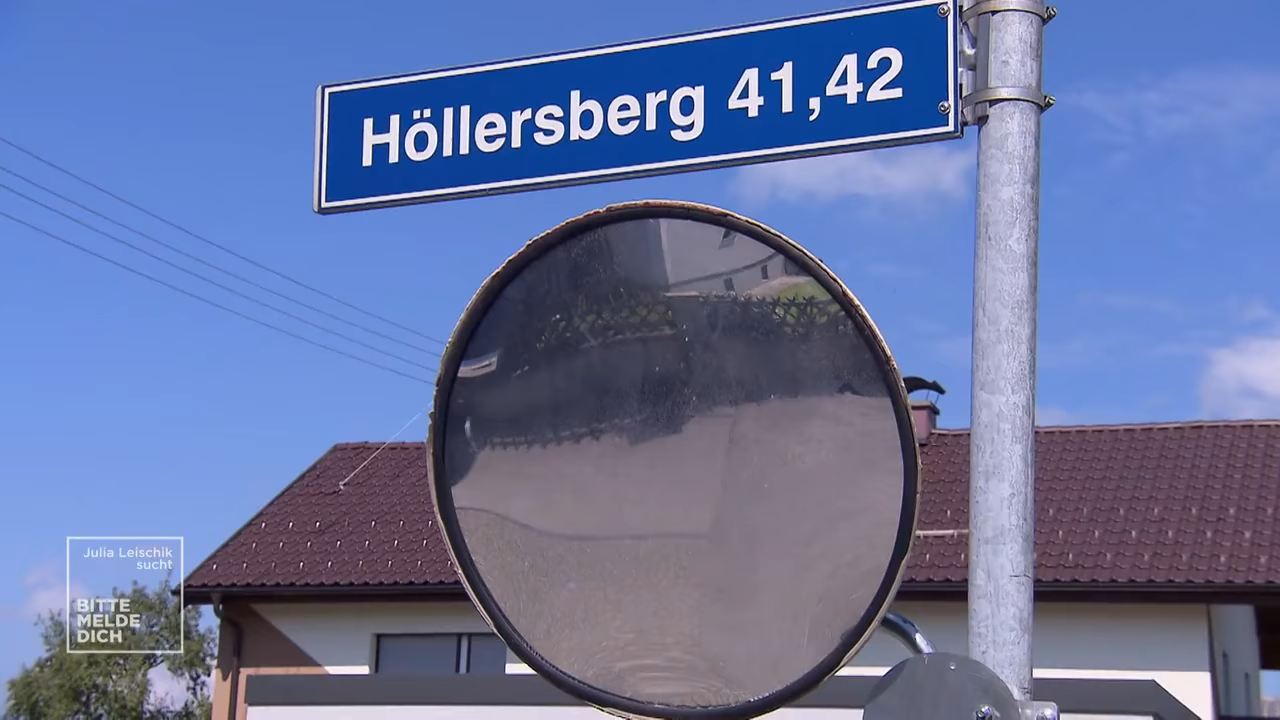 Höllersberg 41,42
Julia Leischik
sucht
BITTE
MELDE
DICH